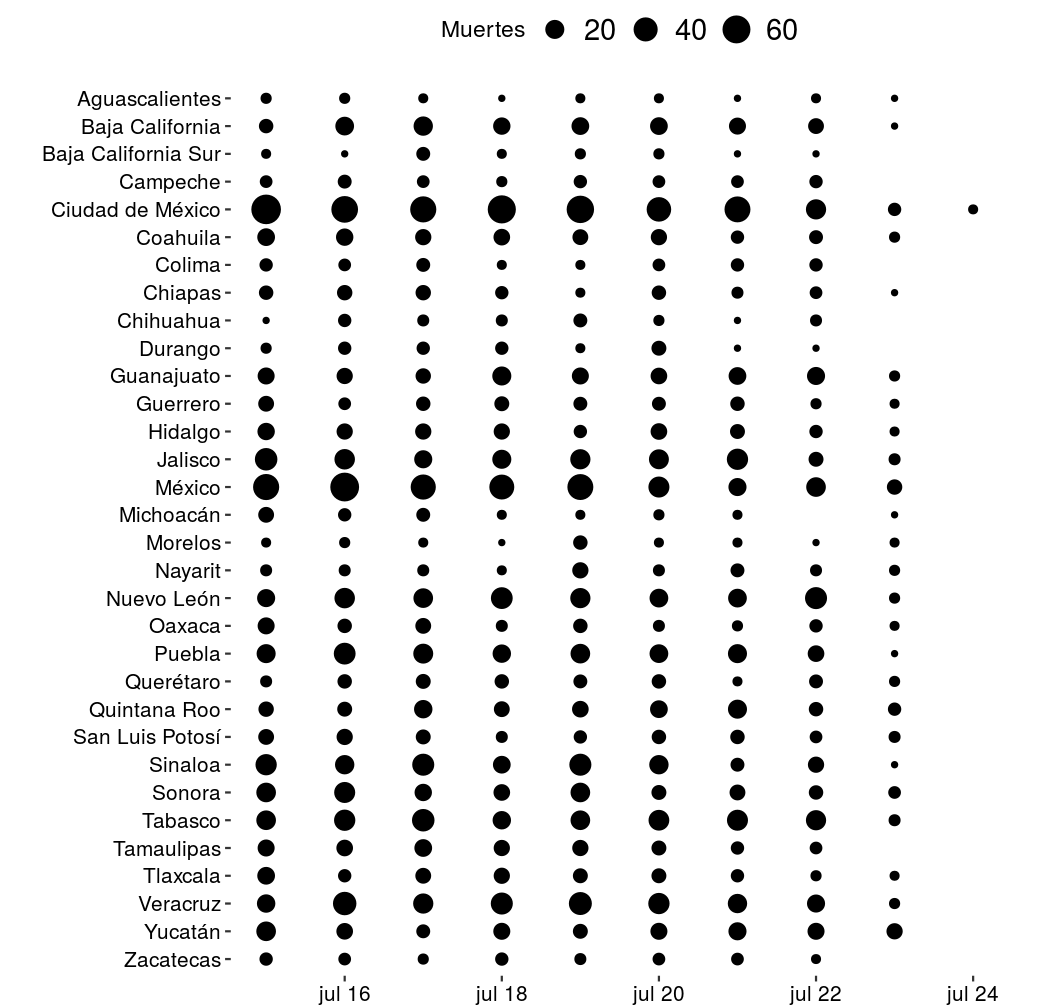 Muertes 20 40 60
Aguascalientes
Baja California
Baja California Sur
Campeche
Ciudad de México
Coahuila
Colima
Chiapas
Chihuahua
Durango
Guanajuato
Guerrero
Hidalgo
Jalisco
México
Michoacán
Morelos
Nayarit
Nuevo León
Oaxaca
Puebla
Querétaro
Quintana Roo
San Luis Potosí
Sinaloa
Sonora
Tabasco
Tamaulipas
Tlaxcala
Veracruz
Yucatán
Zacatecas
jul 16 jul 18 jul 20 jul 22 jul 24